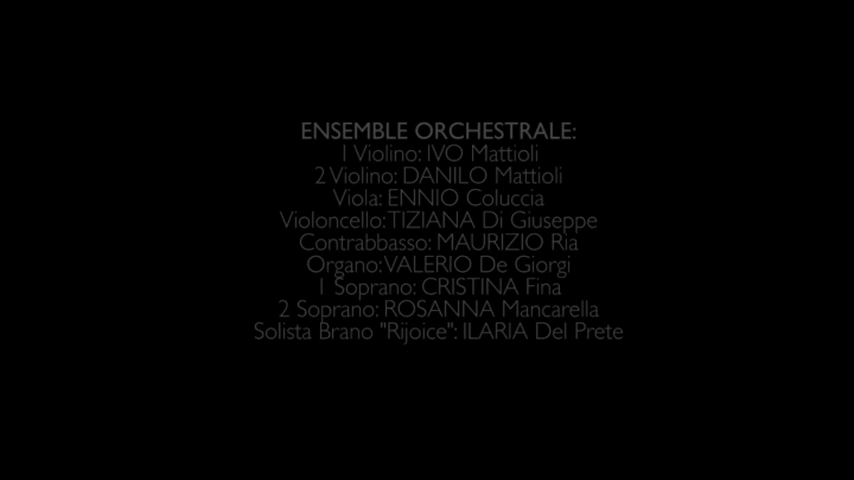 ENSEMBLE ORCHESTRALE:
1 Violino: IVO Mattioli
2 Violino: DANILO Mattioli
Viola: ENNIO Coluccia
Violoncello: TIZIANA Di Giuseppe
Contrabbasso: MAURIZIO Ria
Organo: VALERIO De Giorgi
1 Soprano: CRISTINA Fina
2 Soprano: ROSANNA Mancarella
Solista Brano "Rijoice": ILARIA Del Prete